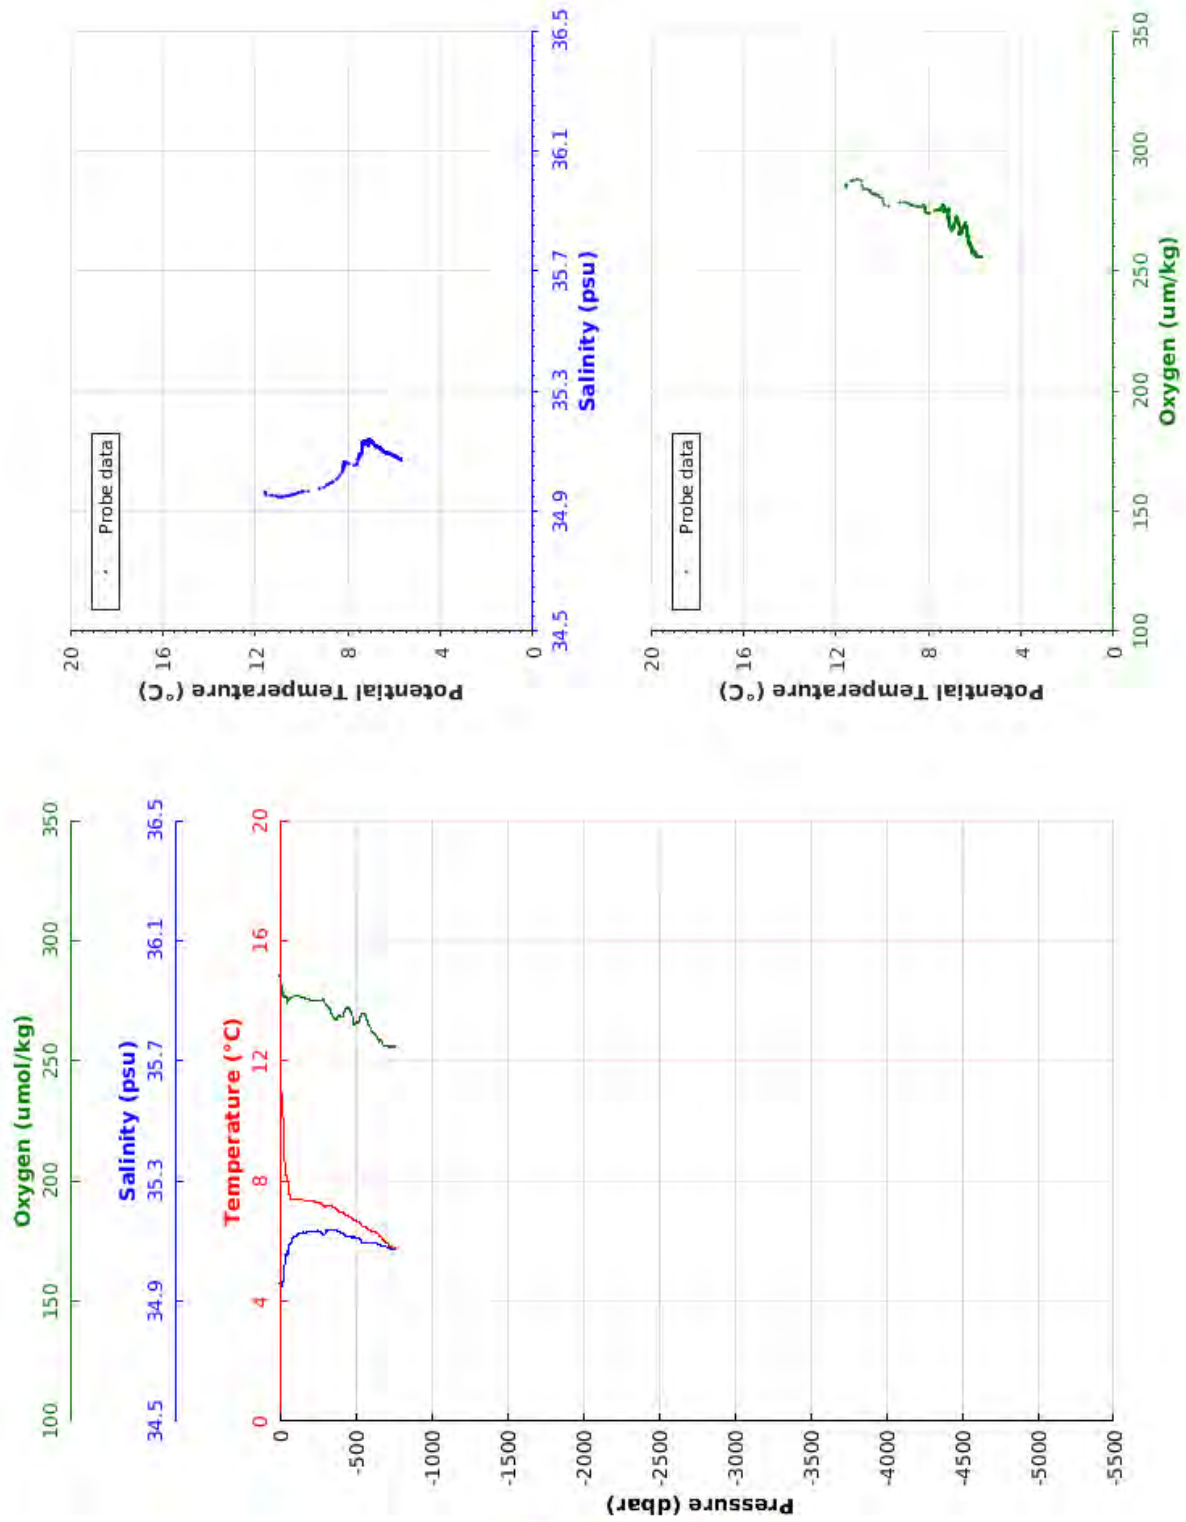 Oxygen (umol/kg)
100 150 200 250 300 350
Salinity (psu)
34.5 34.9 35.3 35.7 36.1 36.5
Temperature (°C)
0 4 8 12 16 20
Pressure (dbar)
0
-500
-1000
-1500
-2000
-2500
-3000
-3500
-4000
-4500
-5000
-5500
Potential Temperature (°C)
20
16
12
8
4
0
Probe data
34.5 34.9 35.3 35.7 36.1 36.5
Salinity (psu)
Potential Temperature (°C)
20
16
12
8
4
0
Probe data
100 150 200 250 300 350
Oxygen (um/kg)